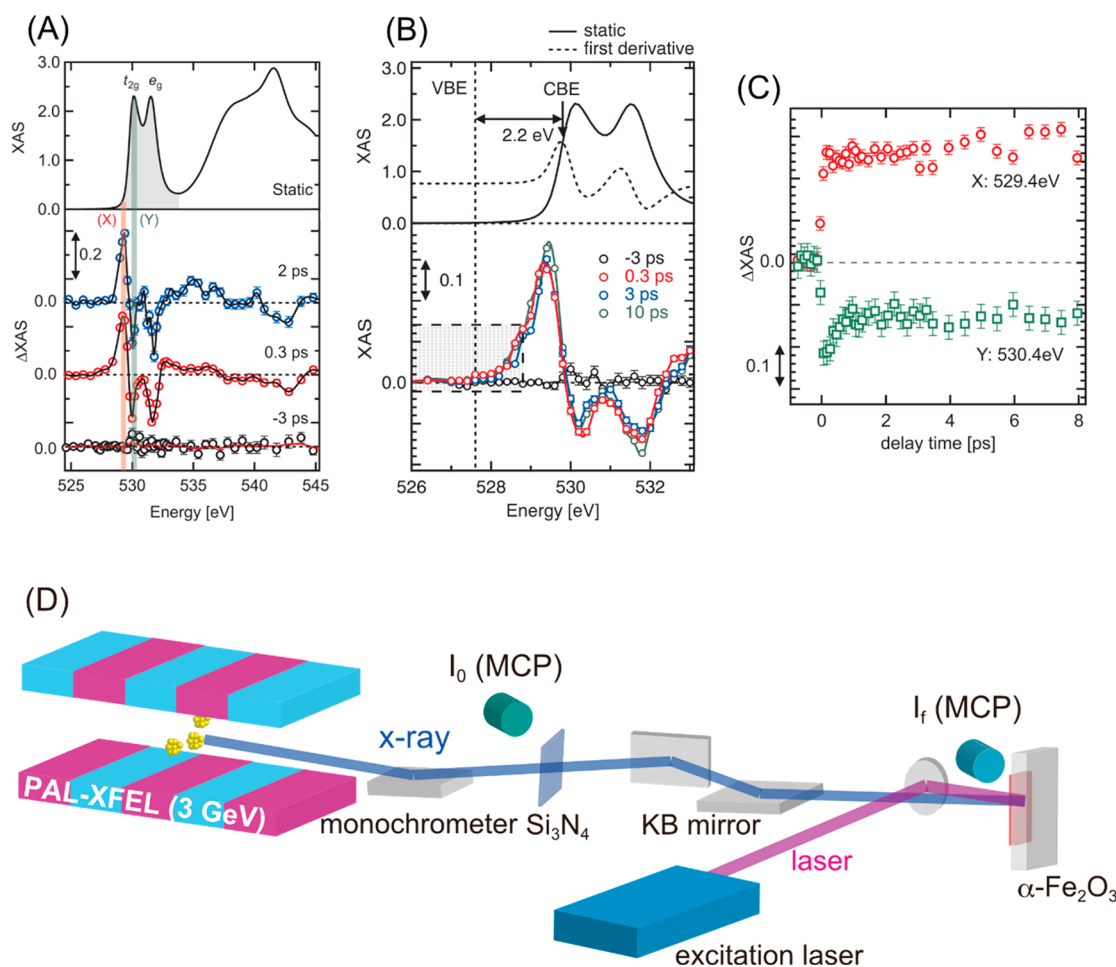 (A)
3.0
2.0
1.0
0.0
XAS
t2g
eg
Static
(X)
(Y)
0.2
2 ps
0.0
0.3 ps
0.0
-3 ps
0.0
ΔXAS
525
530
535
540
545
Energy [eV]
(B)
static
first derivative
3.0
2.0
1.0
0.0
XAS
VBE
CBE
2.2 eV
0.1
-3 ps
0.3 ps
3 ps
10 ps
0.0
XAS
526
528
530
532
Energy [eV]
(C)
X: 529.4eV
0.0
ΔXAS
Y: 530.4eV
0.1
0
2
4
6
8
delay time [ps]
(D)
I0 (MCP)
If (MCP)
x-ray
PAL-XFEL (3 GeV)
monochrometer
Si3N4
KB mirror
laser
α-Fe2O3
excitation laser